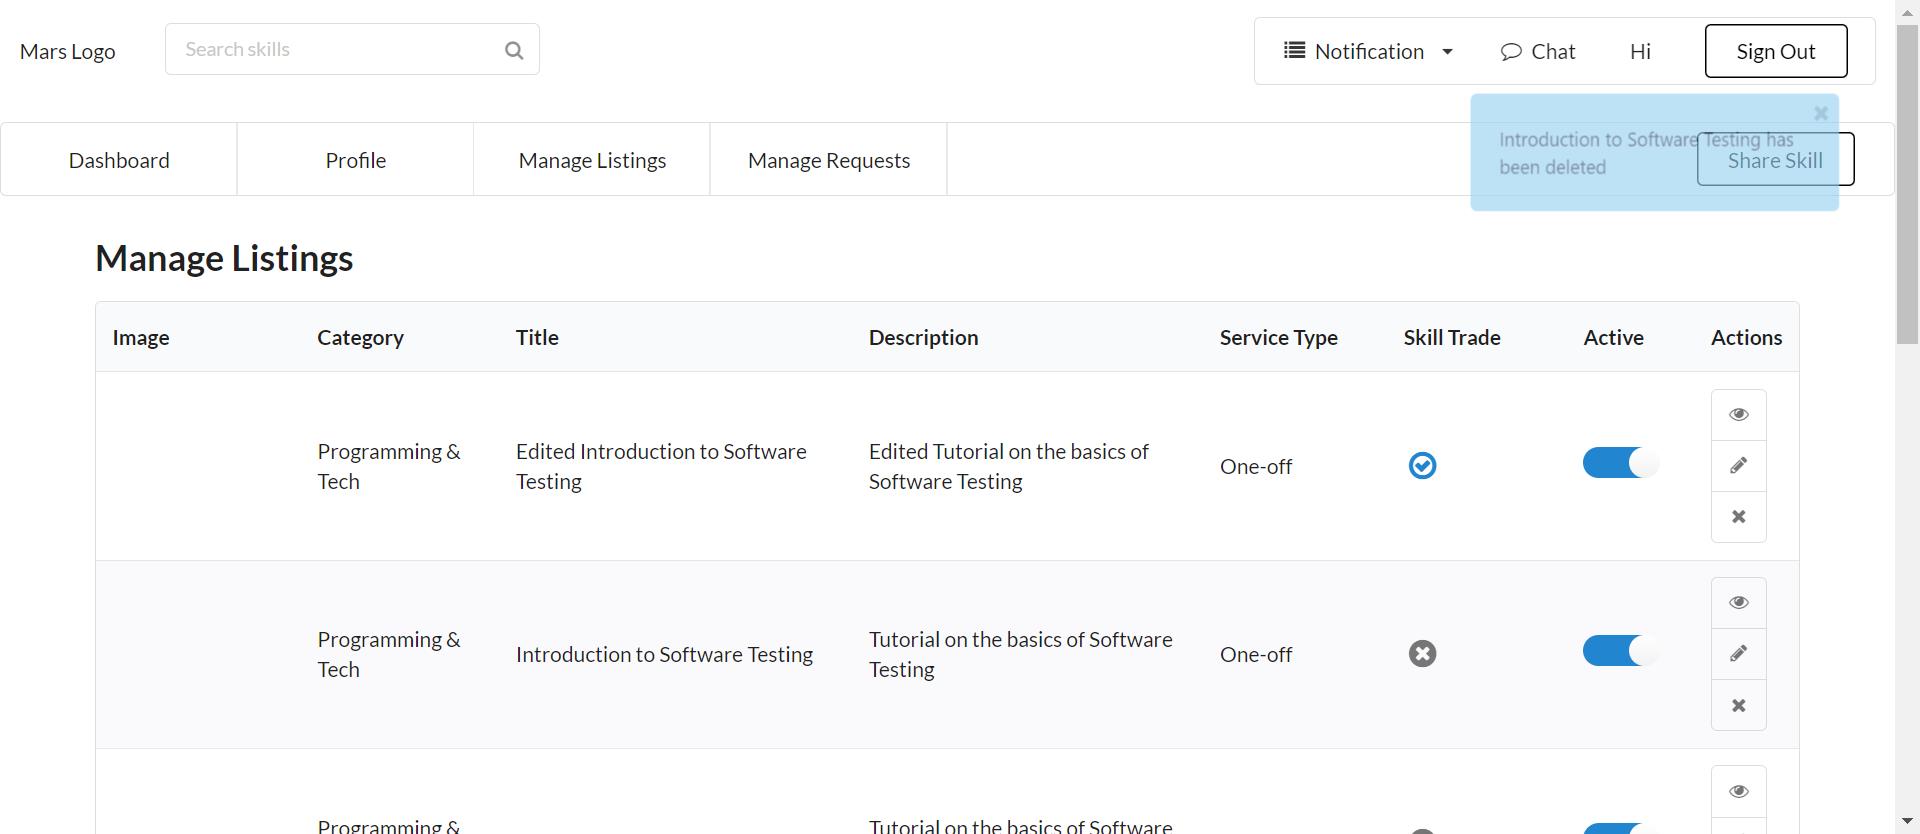 Mars Logo
Search skills
Notification
Chat
Hi
Sign Out
Dashboard
Profile
Manage Listings
Manage Requests
Share Skill
Introduction to Software Testing has
been deleted
Manage Listings
Image
Category
Title
Description
Service Type
Skill Trade
Active
Actions
Programming &
Tech
Edited Introduction to Software
Testing
Edited Tutorial on the basics of
Software Testing
One-off
Programming &
Tech
Introduction to Software Testing
Tutorial on the basics of Software
Testing
One-off
Programming &
Tutorial on the basics of Software